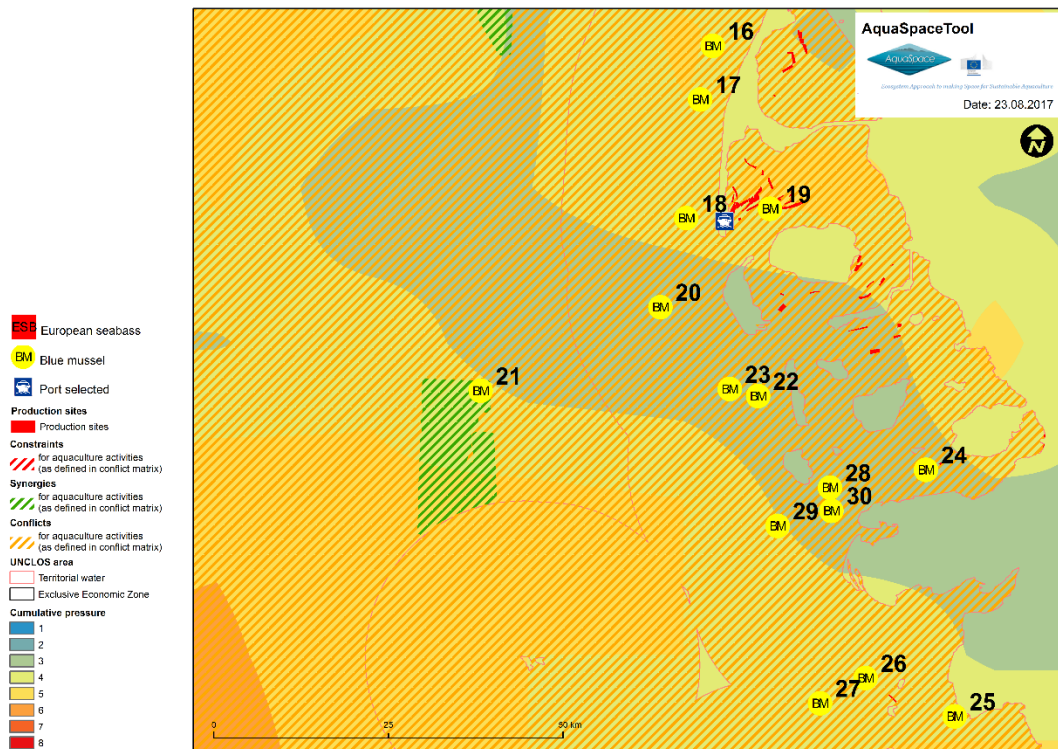 AquaSpaceTool
AquaSpace
Ecosystem Approach to making Space for Sustainable Aquaculture
Date: 23.08.2017
N
BM 16
BM 17
BM 18
BM 19
BM 20
BM 21
BM 23
BM 22
BM 24
BM 28
BM 30
BM 29
BM 26
BM 27
BM 25
0 25 50 km
ESB European seabass
BM Blue mussel
Port selected
Production sites
Production sites
Constraints
for aquaculture activities
(as defined in conflict matrix)
Synergies
for aquaculture activities
(as defined in conflict matrix)
Conflicts
for aquaculture activities
(as defined in conflict matrix)
UNCLOS area
Territorial water
Exclusive Economic Zone
Cumulative pressure
1
2
3
4
5
6
7
8